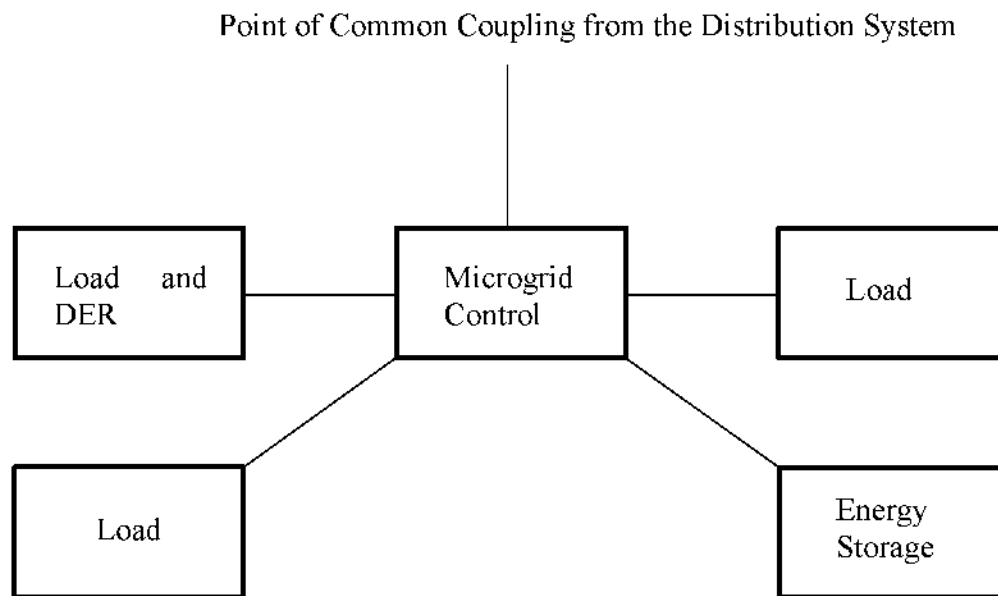 Point of Common Coupling from the Distribution System
Load and
DER
Microgrid
Control
Load
Load
Energy
Storage